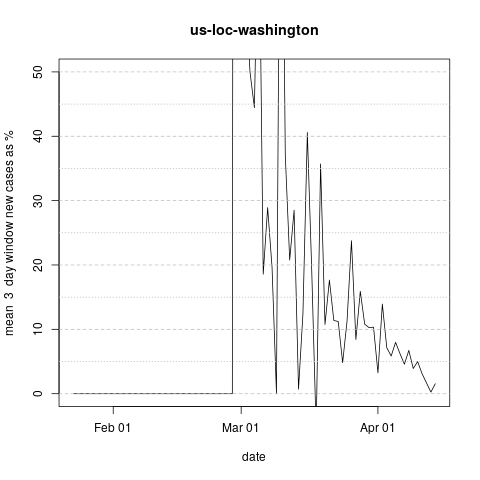 us-loc-washington
50
40
30
20
10
0
mean 3 day window new cases as %
Feb 01
Mar 01
Apr 01
date